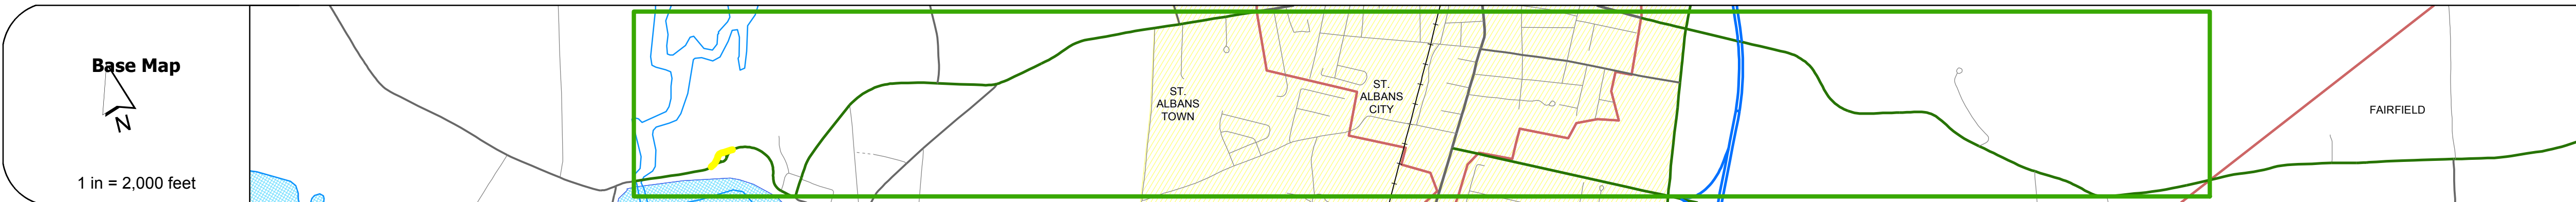 Base Map
N
1 in = 2,000 feet
ST.
ALBANS
TOWN
ST.
ALBANS
CITY
FAIRFIELD